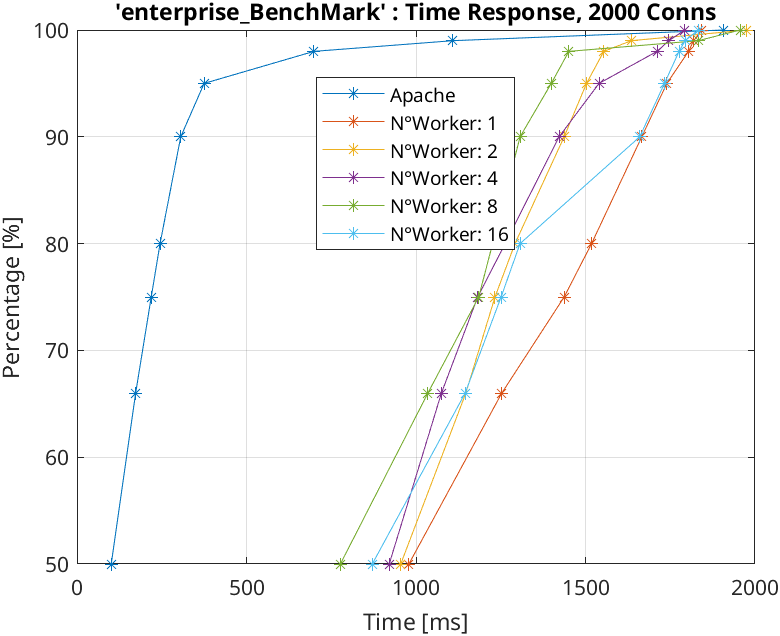 'enterprise_BenchMark' : Time Response, 2000 Conns
100
90
80
70
60
50
Percentage [%]
Apache
N°Worker: 1
N°Worker: 2
N°Worker: 4
N°Worker: 8
N°Worker: 16
0 500 1000 1500 2000
Time [ms]